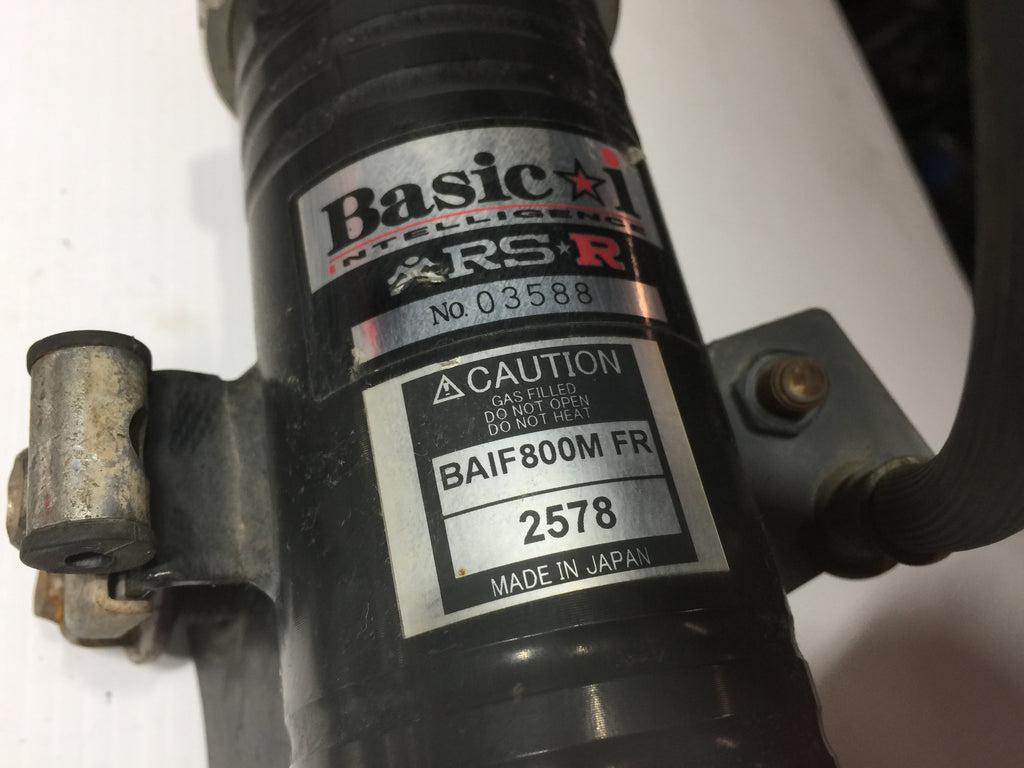 Basic★i
iNTELLIGENCE
RS★R
No. 03588
⚠CAUTION
GAS FILLED
DO NOT OPEN
DO NOT HEAT
BAIF800M FR
2578
MADE IN JAPAN